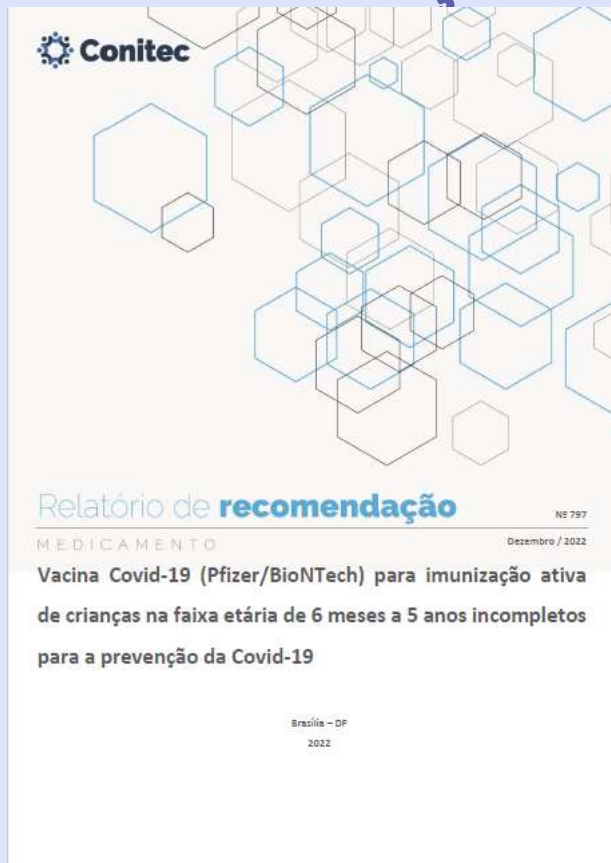 Conitec
Relatório de recomendação
Nº 797
MEDICAMENTO
Dezembro / 2022
Vacina Covid-19 (Pfizer/BioNTech) para imunização ativa
de crianças na faixa etária de 6 meses a 5 anos incompletos
para a prevenção da Covid-19
Brasília – DF
2022